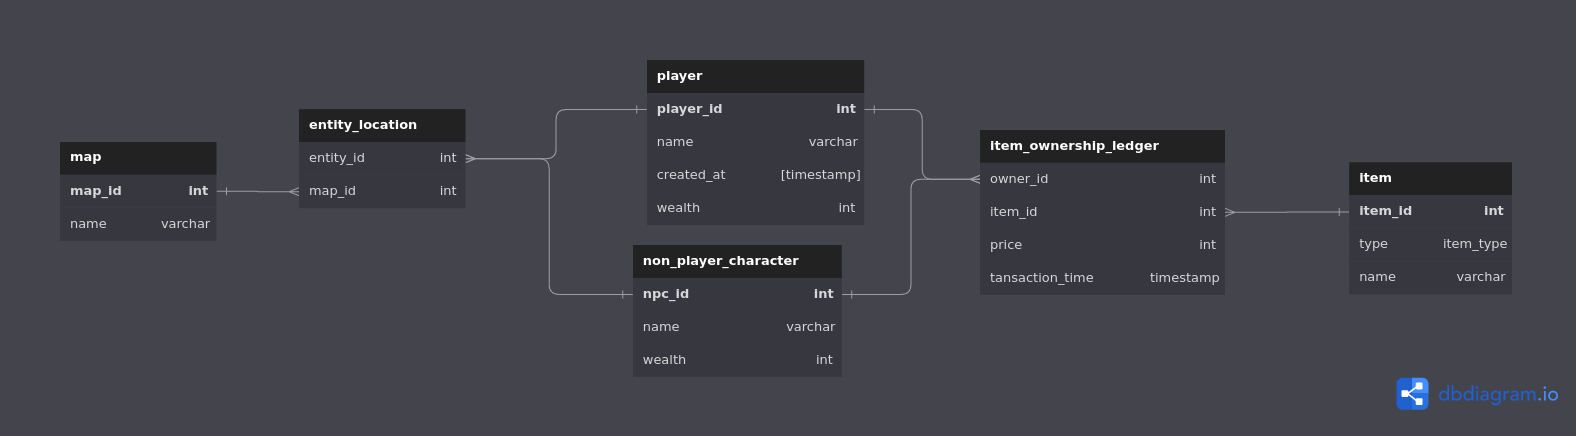 map
map_id int
name varchar
entity_location
entity_id int
map_id int
player
player_id int
name varchar
created_at [timestamp]
wealth int
non_player_character
npc_id int
name varchar
wealth int
item_ownership_ledger
owner_id int
item_id int
price int
tansaction_time timestamp
item
item_id int
type item_type
name varchar
dbdiagram.io